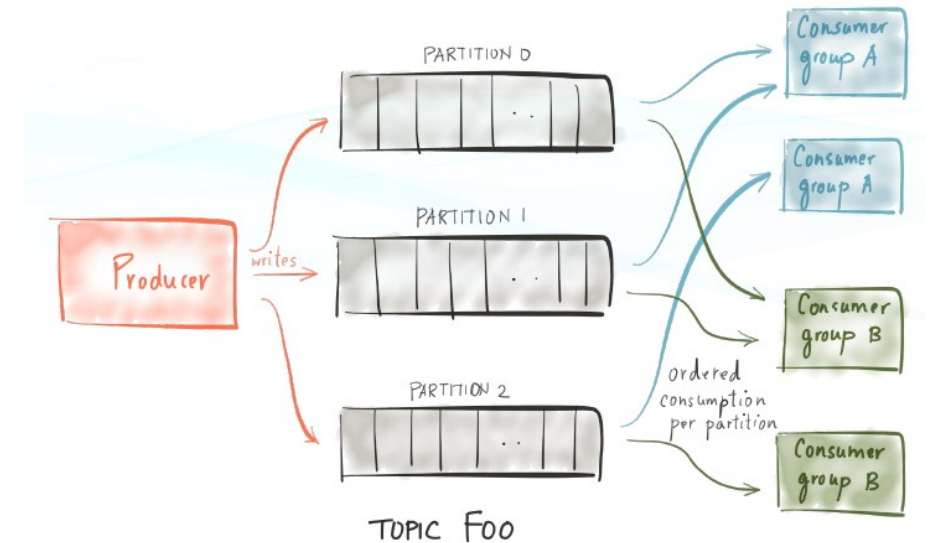 PARTITION 0
Consumer
group A
Consumer
group A
PARTITION 1
writes
Producer
Consumer
group B
ordered
consumption
per partition
PARTITION 2
Consumer
group B
TOPIC FOO